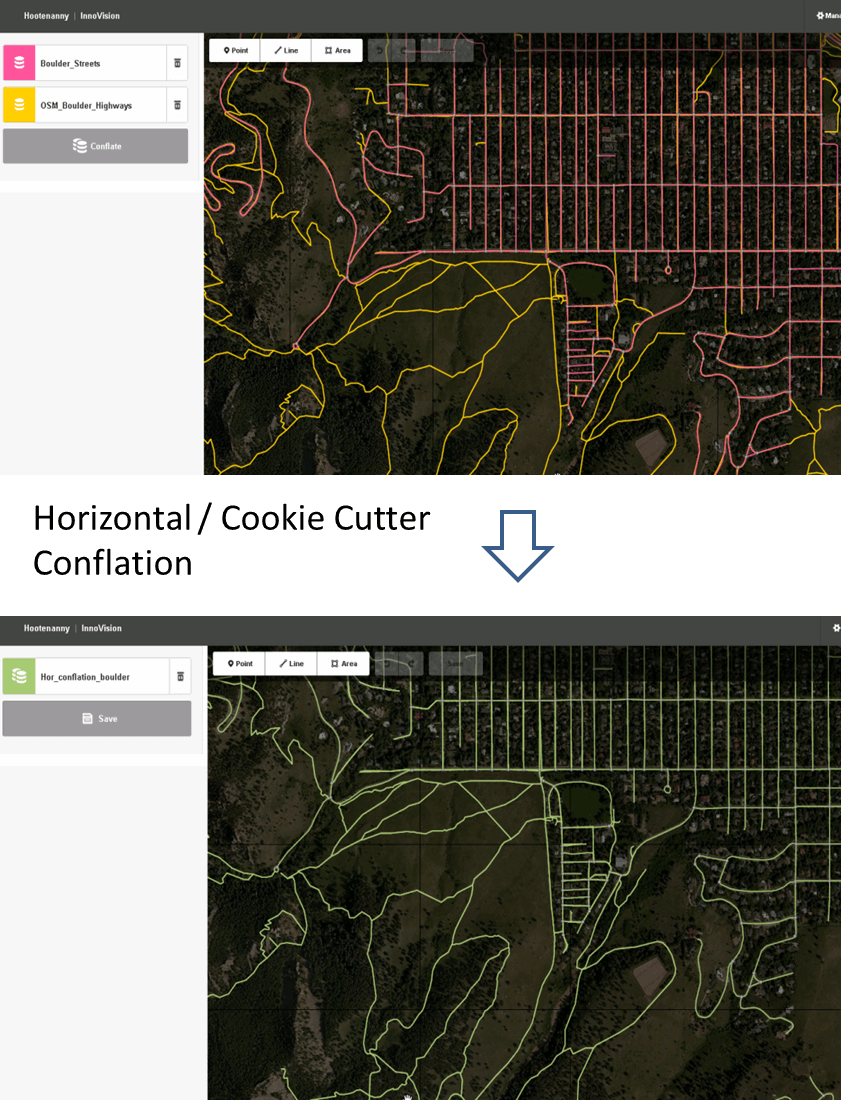 Hootenanny | InnoVision
Mana
Boulder_Streets
OSM_Boulder_Highways
Conflate
Point Line Area
Horizontal / Cookie Cutter
Conflation
Hootenanny | InnoVision
Hor_conflation_boulder
Save
Point Line Area Save